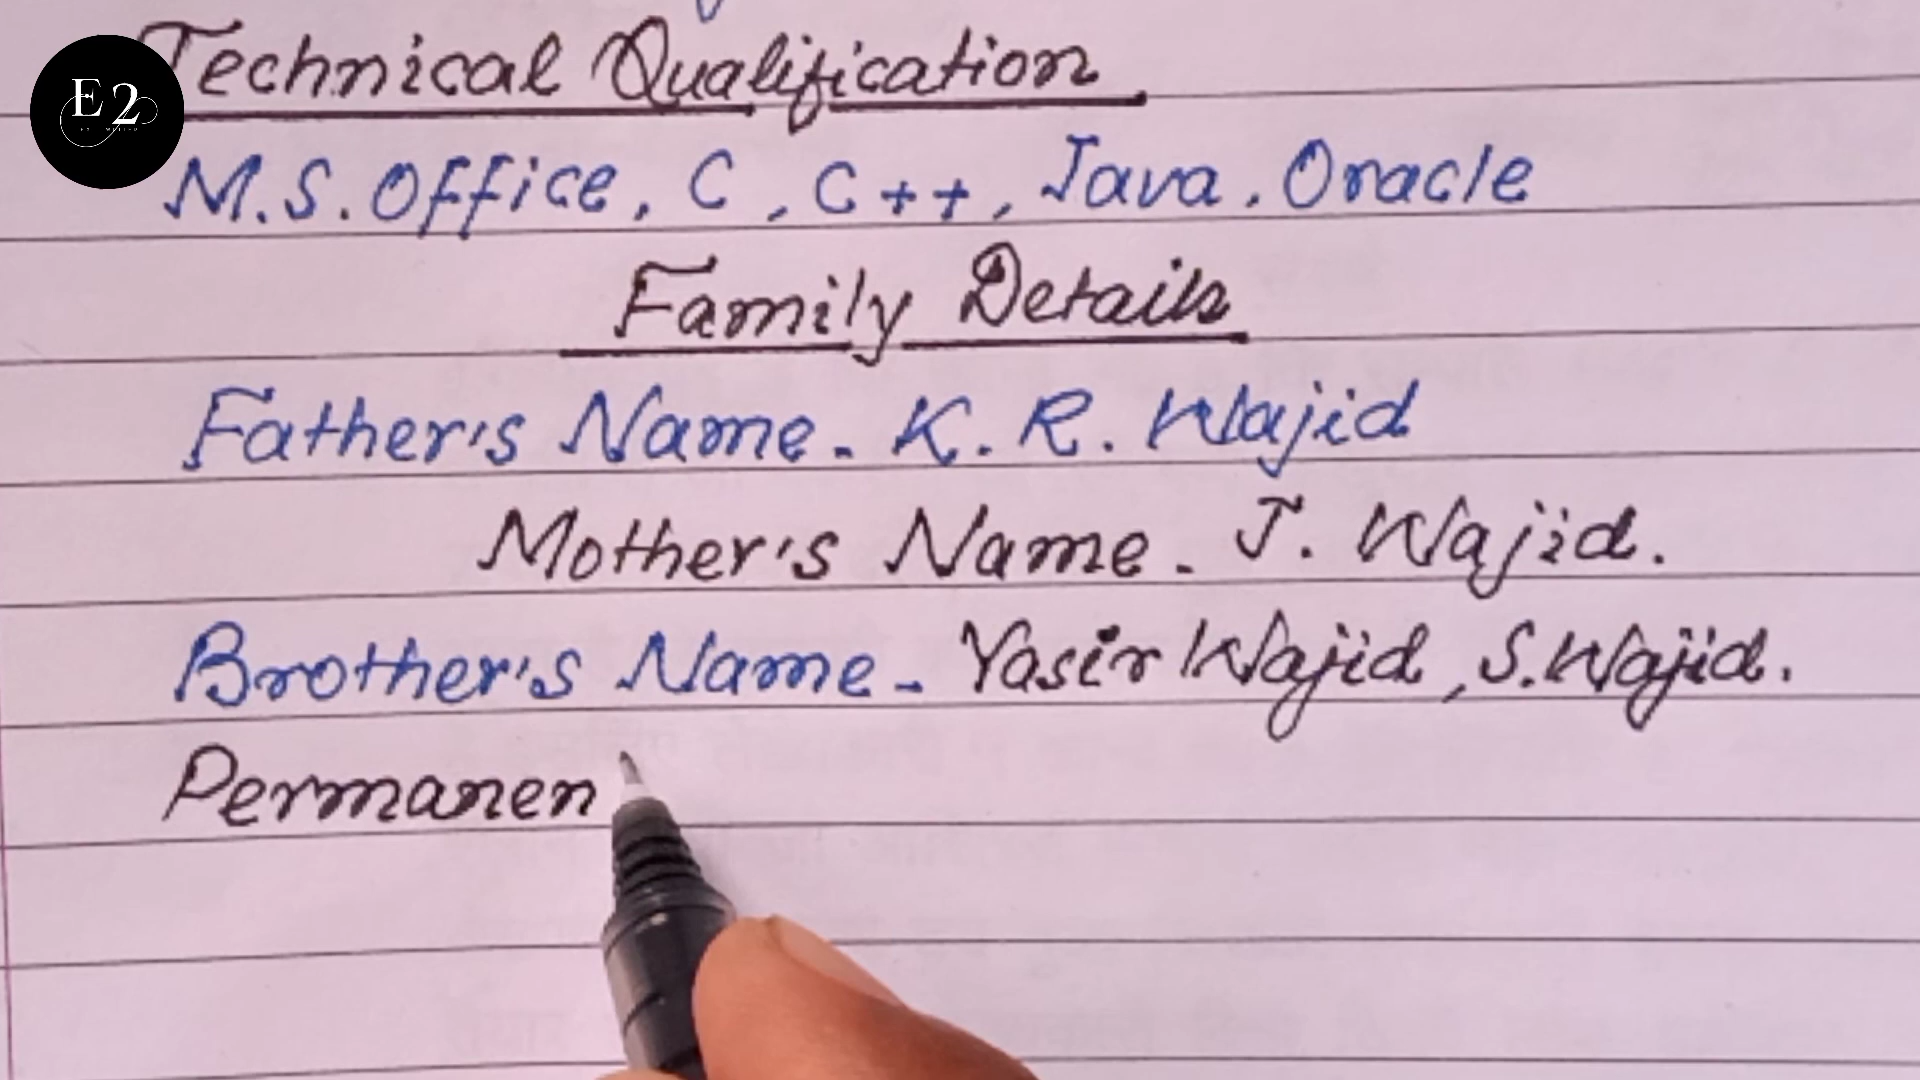 Technical Qualification
E2
M.S. Office, C, C++, Java, Oracle
Family Details
Father's Name - K. R. Wajid
Mother's Name - J. Wajid.
Brother's Name - Yasir Wajid, S. Wajid.
Permanen